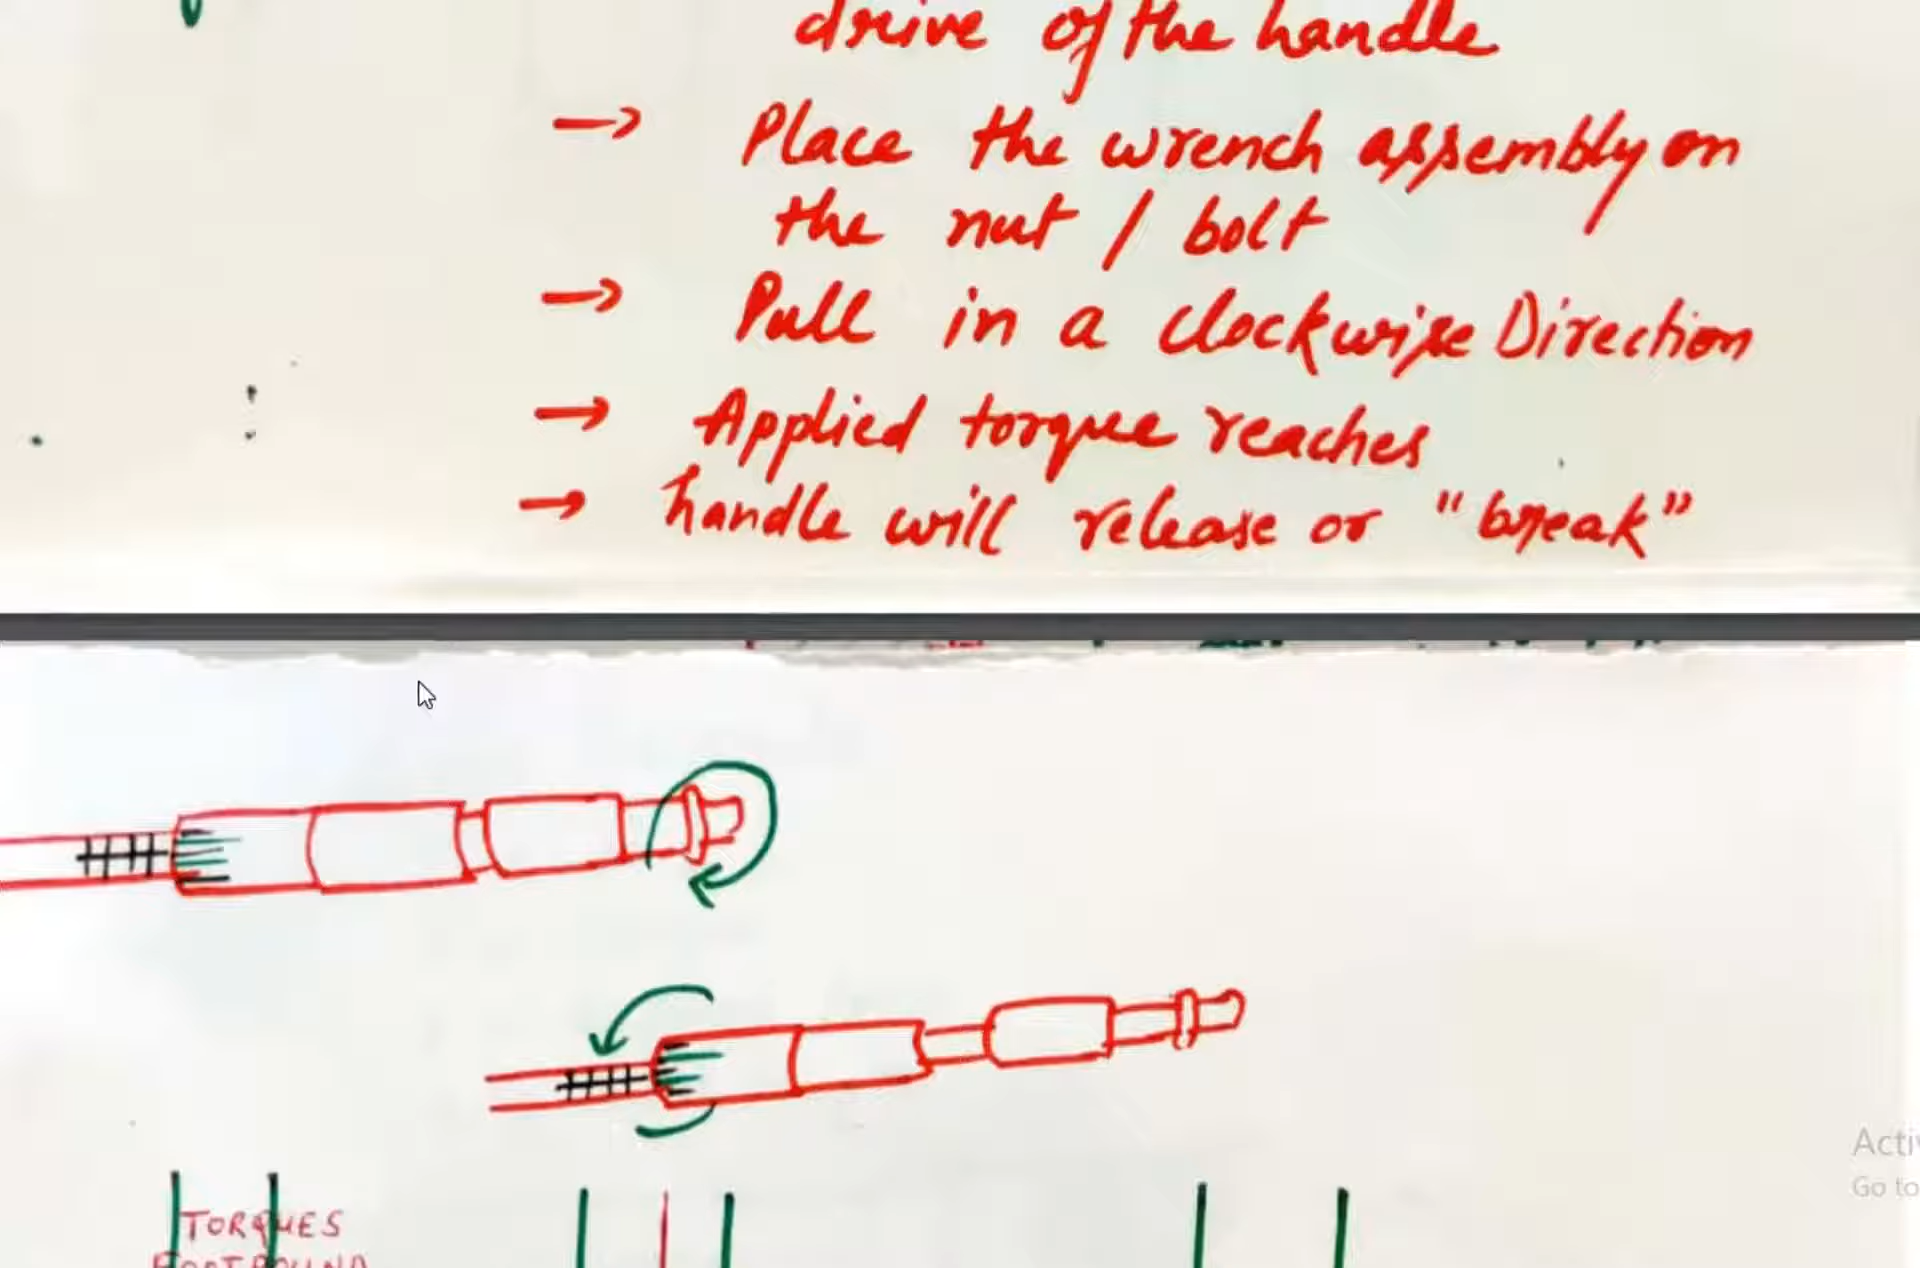 drive of the handle
→ Place the wrench assembly on
the nut / bolt
→ Pull in a clockwise Direction
→ Applied torque reaches
→ handle will release or "break"
Acti
Go to
TORQUES